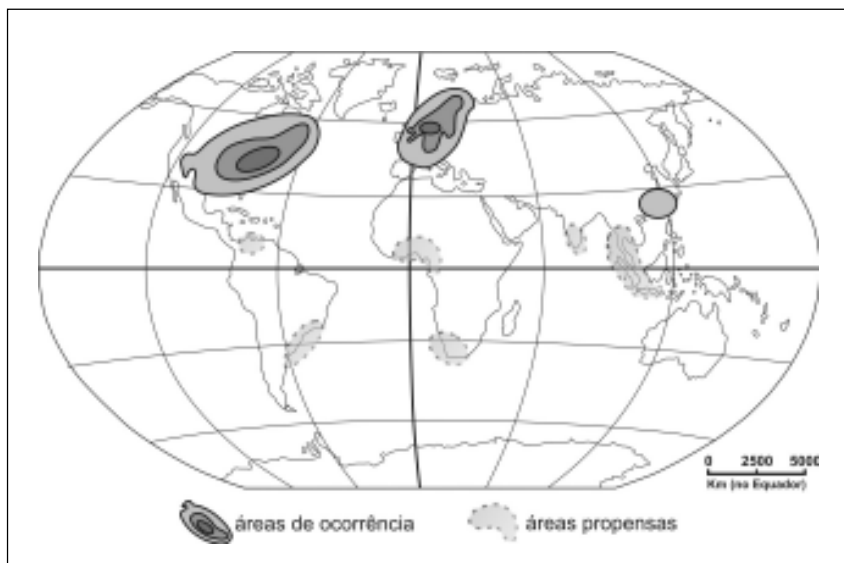 0 2500 5000
Km (no Equador)
áreas de ocorrência
áreas propensas